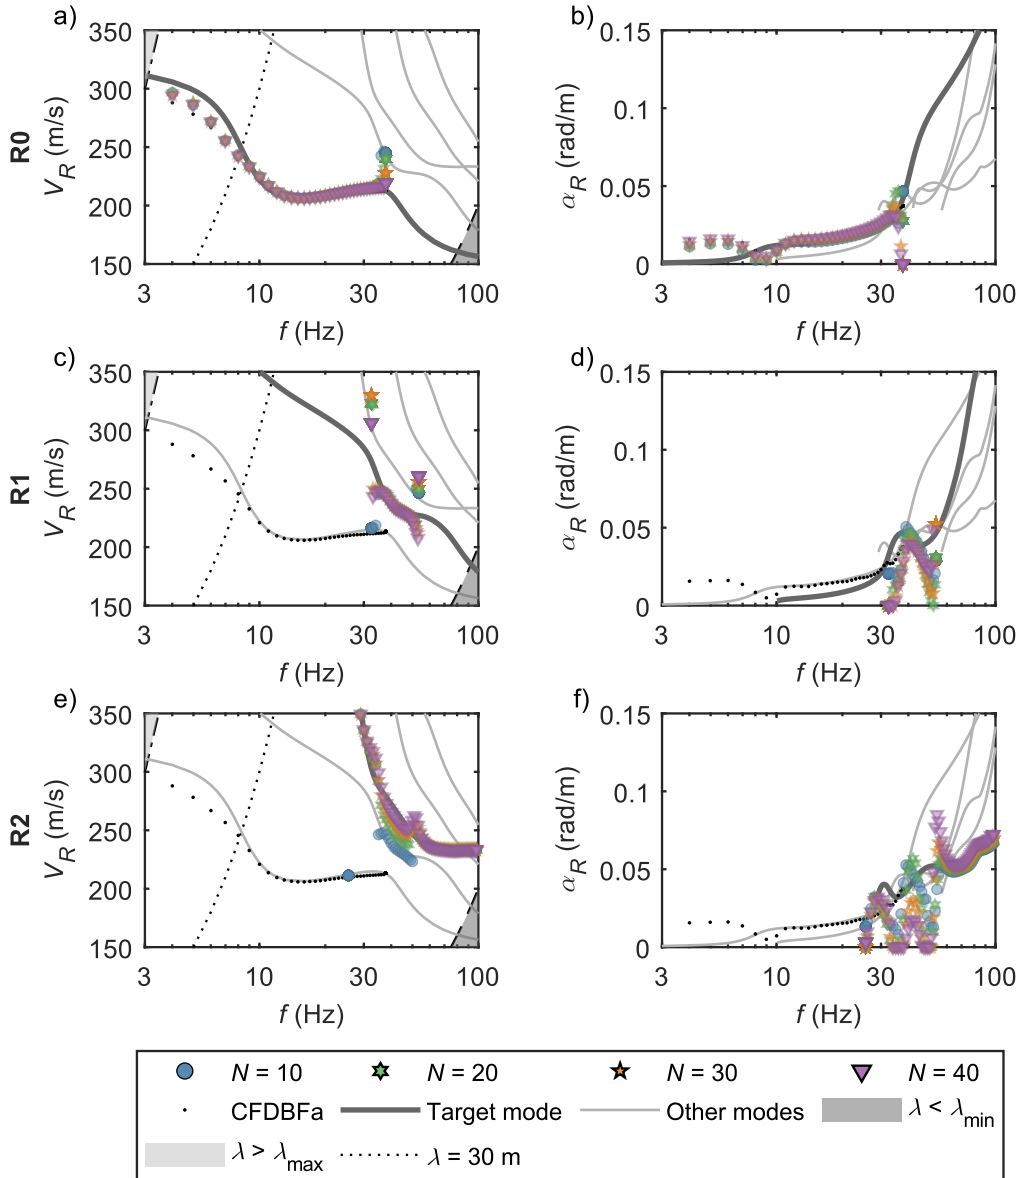 a)
b)
R0
V_R (m/s)
350
300
250
200
150
3 10 30 100
f (Hz)
α_R (rad/m)
0.15
0.1
0.05
0
3 10 30 100
f (Hz)
c)
d)
R1
V_R (m/s)
350
300
250
200
150
3 10 30 100
f (Hz)
α_R (rad/m)
0.15
0.1
0.05
0
3 10 30 100
f (Hz)
e)
f)
R2
V_R (m/s)
350
300
250
200
150
3 10 30 100
f (Hz)
α_R (rad/m)
0.15
0.1
0.05
0
3 10 30 100
f (Hz)
N = 10 N = 20 N = 30 N = 40
CFDBFa Target mode Other modes λ < λ_min
λ > λ_max λ = 30 m